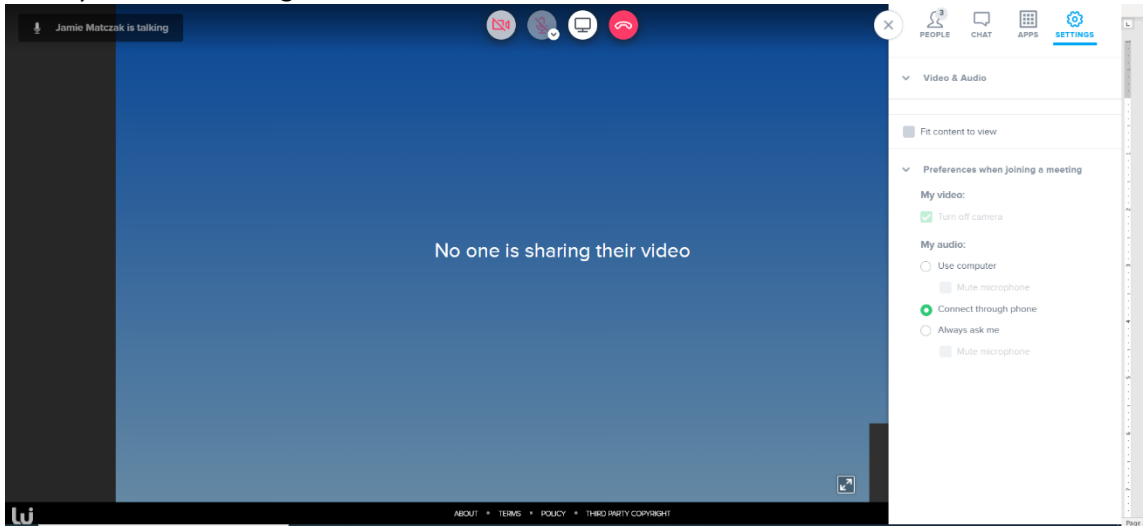 Jamie Matczak is talking
3
PEOPLE CHAT APPS SETTINGS
Video & Audio
Fit content to view
Preferences when joining a meeting
My video:
Turn off camera
My audio:
Use computer
Mute microphone
Connect through phone
Always ask me
Mute microphone
No one is sharing their video
ABOUT • TERMS • POLICY • THIRD PARTY COPYRIGHT